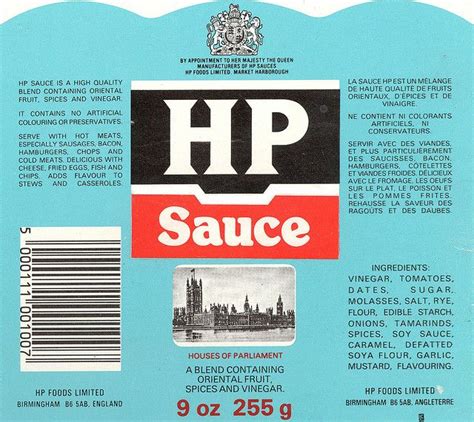 BY APPOINTMENT TO HER MAJESTY THE QUEEN
MANUFACTURERS OF HP SAUCES
HP FOODS LIMITED, MARKET HARBOROUGH
HP SAUCE IS A HIGH QUALITY
BLEND CONTAINING ORIENTAL
FRUIT, SPICES AND VINEGAR.
IT CONTAINS NO ARTIFICIAL
COLOURING OR PRESERVATIVES.
SERVE WITH HOT MEATS,
ESPECIALLY SAUSAGES, BACON,
HAMBURGERS, CHOPS AND
COLD MEATS. DELICIOUS WITH
CHEESE, FRIED EGGS, FISH AND
CHIPS. ADDS FLAVOUR TO
STEWS AND CASSEROLES.
5 000111 001007
HP FOODS LIMITED
BIRMINGHAM B6 5AB, ENGLAND
HP
Sauce
HOUSES OF PARLIAMENT
A BLEND CONTAINING
ORIENTAL FRUIT,
SPICES AND VINEGAR.
9 oz 255 g
LA SAUCE HP EST UN MÉLANGE
DE HAUTE QUALITÉ DE FRUITS
ORIENTAUX, D'ÉPICES ET DE
VINAIGRE.
NE CONTIENT NI COLORANTS
ARTIFICIELS, NI
CONSERVATEURS.
SERVIR AVEC DES VIANDES,
ET PLUS PARTICULIÈREMENT
DES SAUCISSES, BACON,
HAMBURGERS, CÔTELETTES
ET VIANDES FROIDES. DÉLICIEUX
AVEC LE FROMAGE, LES OEUFS
SUR LE PLAT, LE POISSON ET
LES POMMES FRITES.
REHAUSSE LA SAVEUR DES
RAGOÛTS ET DES DAUBES.
INGREDIENTS:
VINEGAR, TOMATOES,
DATES, SUGAR,
MOLASSES, SALT, RYE,
FLOUR, EDIBLE STARCH,
ONIONS, TAMARINDS,
SPICES, SOY SAUCE,
CARAMEL, DEFATTED
SOYA FLOUR, GARLIC,
MUSTARD, FLAVOURING.
HP FOODS LIMITED
BIRMINGHAM B6 5AB, ANGLETERRE